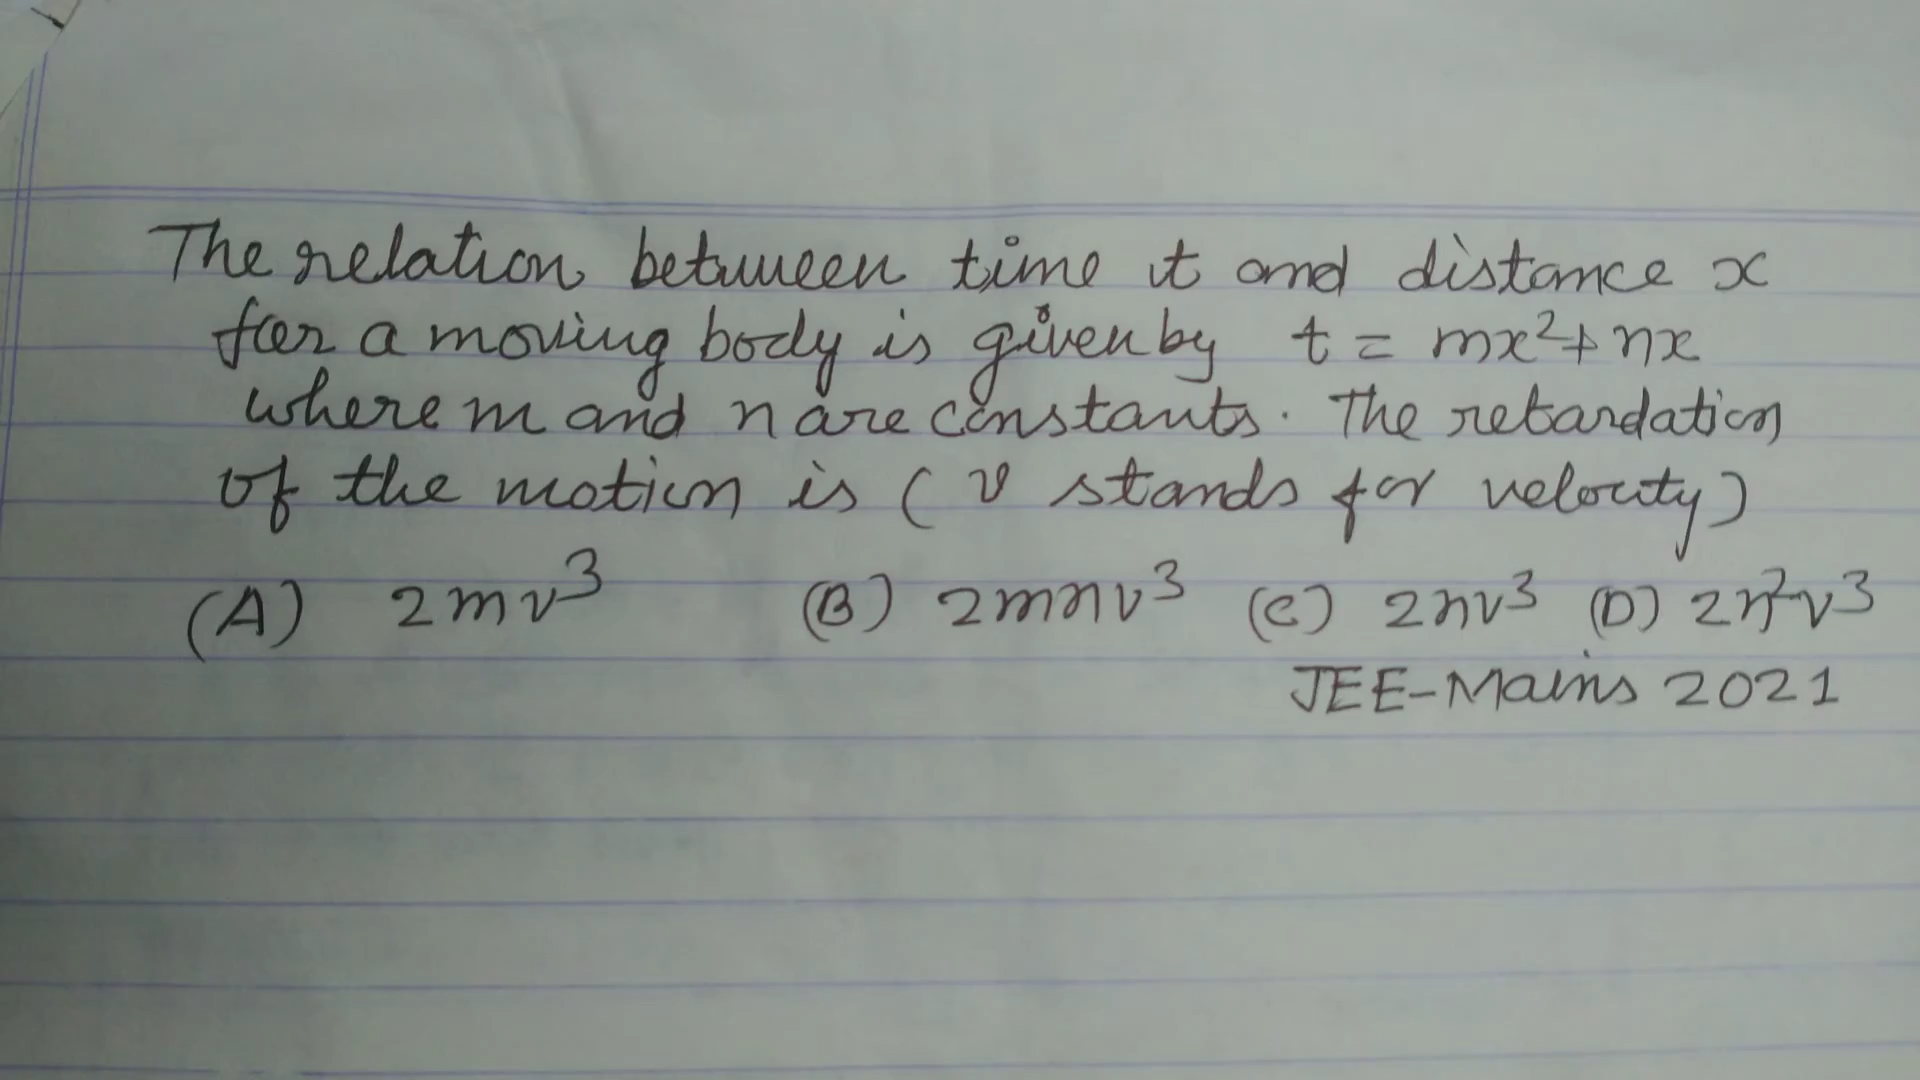 The relation between time t and distance x
for a moving body is given by t = mx²+nx
where m and n are constants. The retardation
of the motion is (v stands for velocity)
(A) 2mv³ (B) 2mnv³ (C) 2nv³ (D) 2n²v³
JEE-Mains 2021